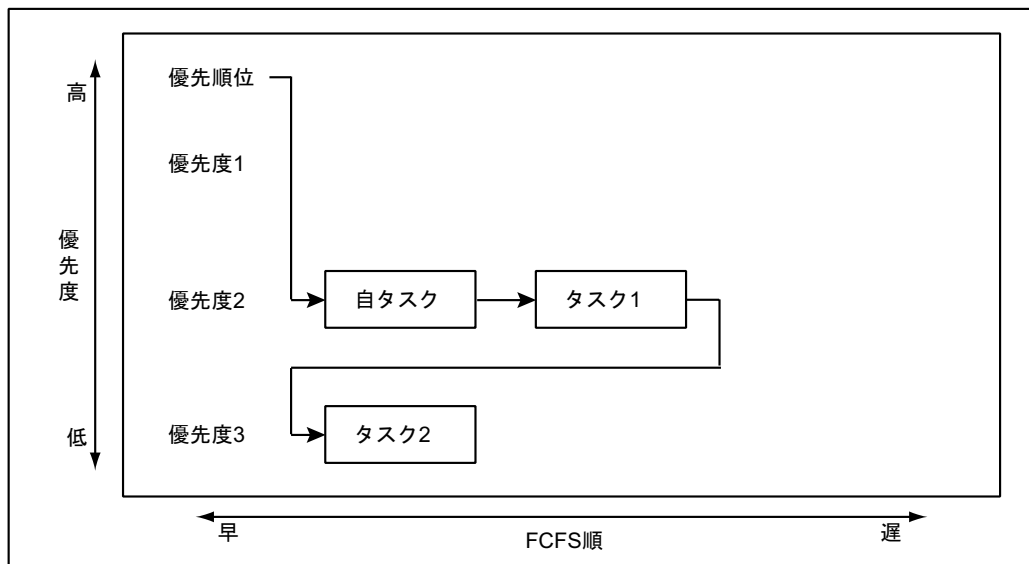 高
優先順位
優先度1
優先度
優先度2
自タスク
タスク1
低
優先度3
タスク2
早
FCFS順
遅